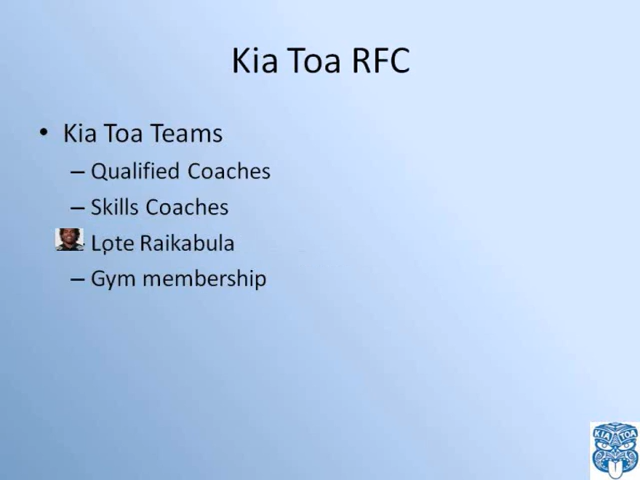 Kia Toa RFC
• Kia Toa Teams
– Qualified Coaches
– Skills Coaches
Lote Raikabula
– Gym membership
KIA TOA